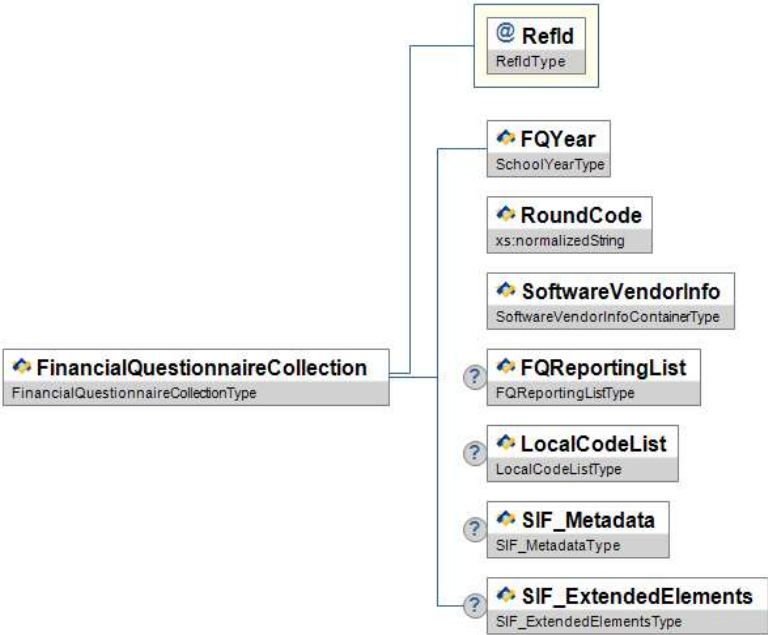 @ RefId
RefIdType
FQYear
SchoolYearType
RoundCode
xs:normalizedString
SoftwareVendorInfo
SoftwareVendorInfoContainerType
FinancialQuestionnaireCollection
FinancialQuestionnaireCollectionType
? FQReportingList
FQReportingListType
? LocalCodeList
LocalCodeListType
? SIF_Metadata
SIF_MetadataType
? SIF_ExtendedElements
SIF_ExtendedElementsType